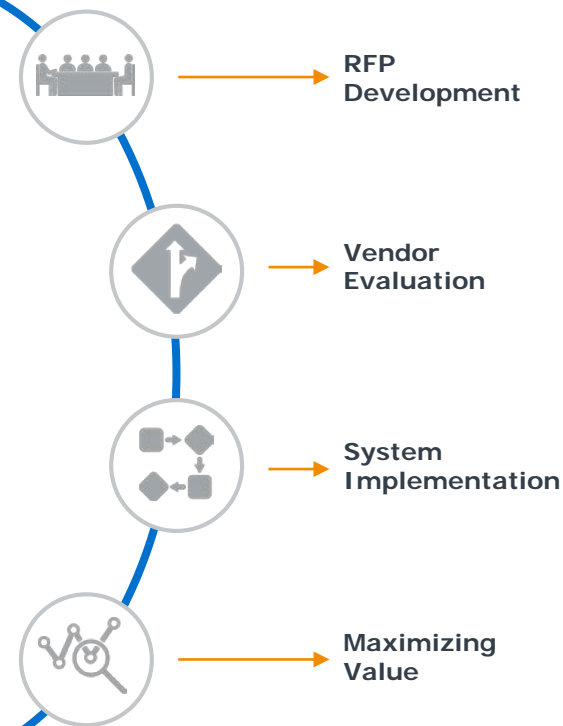 RFP
Development
Vendor
Evaluation
System
Implementation
Maximizing
Value